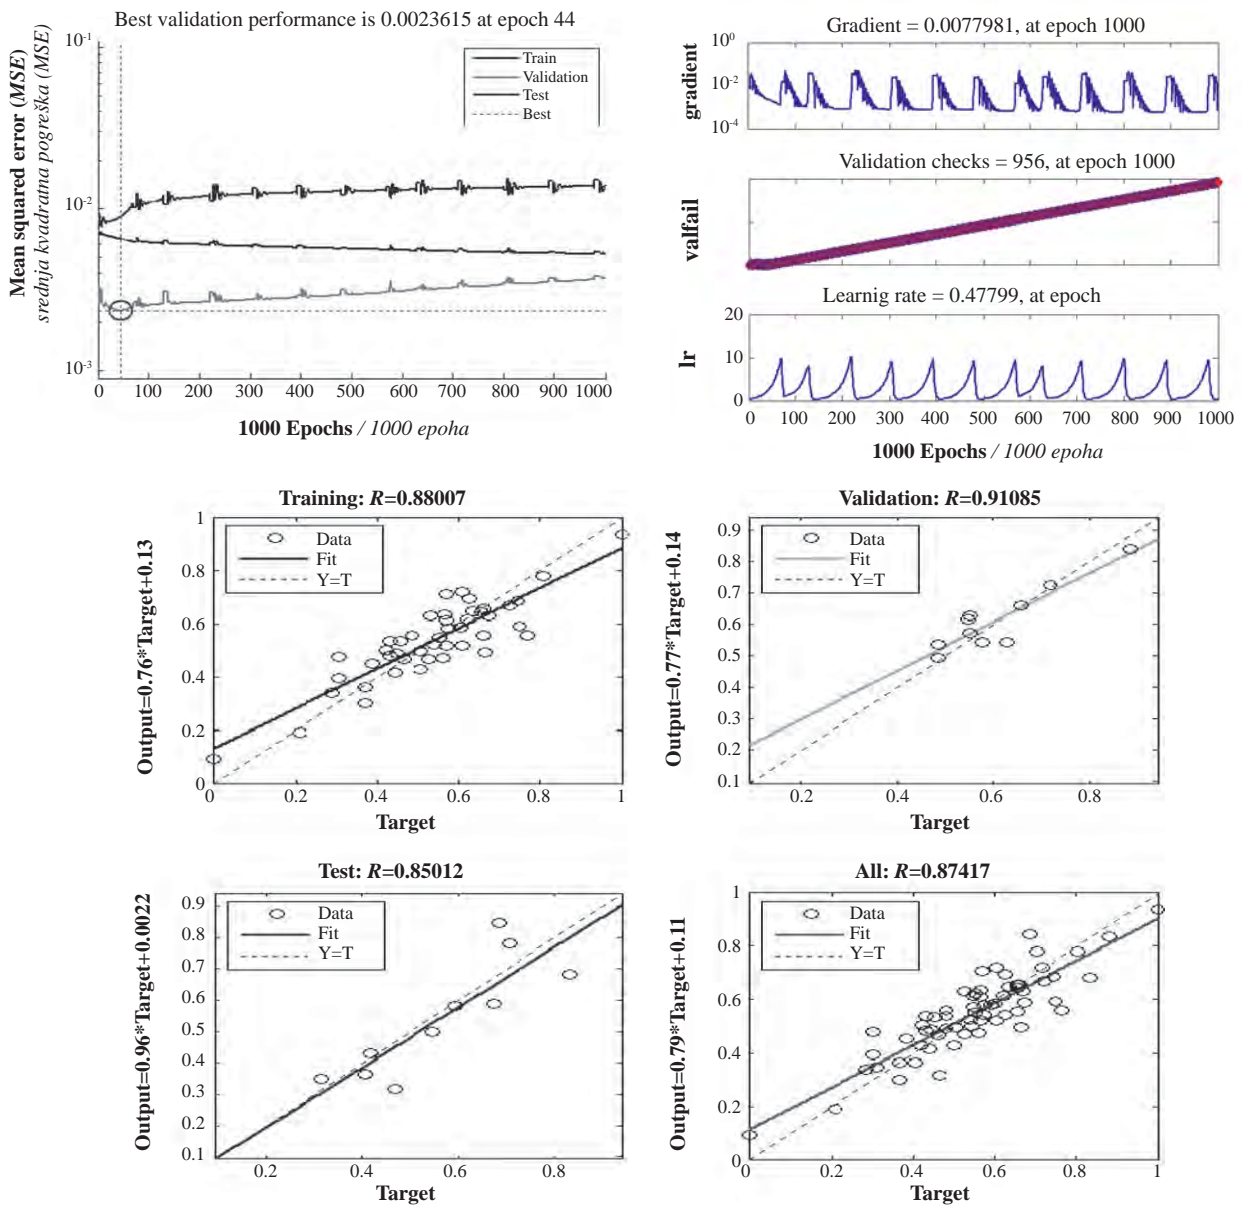 Best validation performance is 0.0023615 at epoch 44
Mean squared error (MSE)
srednja kvadratna pogreška (MSE)
10-1
10-2
10-3
Train
Validation
Test
Best
0 100 200 300 400 500 600 700 800 900 1000
1000 Epochs / 1000 epoha
Gradient = 0.0077981, at epoch 1000
gradient
100
10-2
10-4
Validation checks = 956, at epoch 1000
valfail
Learnig rate = 0.47799, at epoch
lr
20
10
0
0 100 200 300 400 500 600 700 800 900 1000
1000 Epochs / 1000 epoha
Training: R=0.88007
Output=0.76*Target+0.13
1
0.8
0.6
0.4
0.2
0
Data
Fit
Y=T
0 0.2 0.4 0.6 0.8 1
Target
Validation: R=0.91085
Output=0.77*Target+0.14
0.9
0.8
0.7
0.6
0.5
0.4
0.3
0.2
0.1
Data
Fit
Y=T
0.2 0.4 0.6 0.8
Target
Test: R=0.85012
Output=0.96*Target+0.0022
0.9
0.8
0.7
0.6
0.5
0.4
0.3
0.2
0.1
Data
Fit
Y=T
0.2 0.4 0.6 0.8
Target
All: R=0.87417
Output=0.79*Target+0.11
1
0.8
0.6
0.4
0.2
0
Data
Fit
Y=T
0 0.2 0.4 0.6 0.8 1
Target